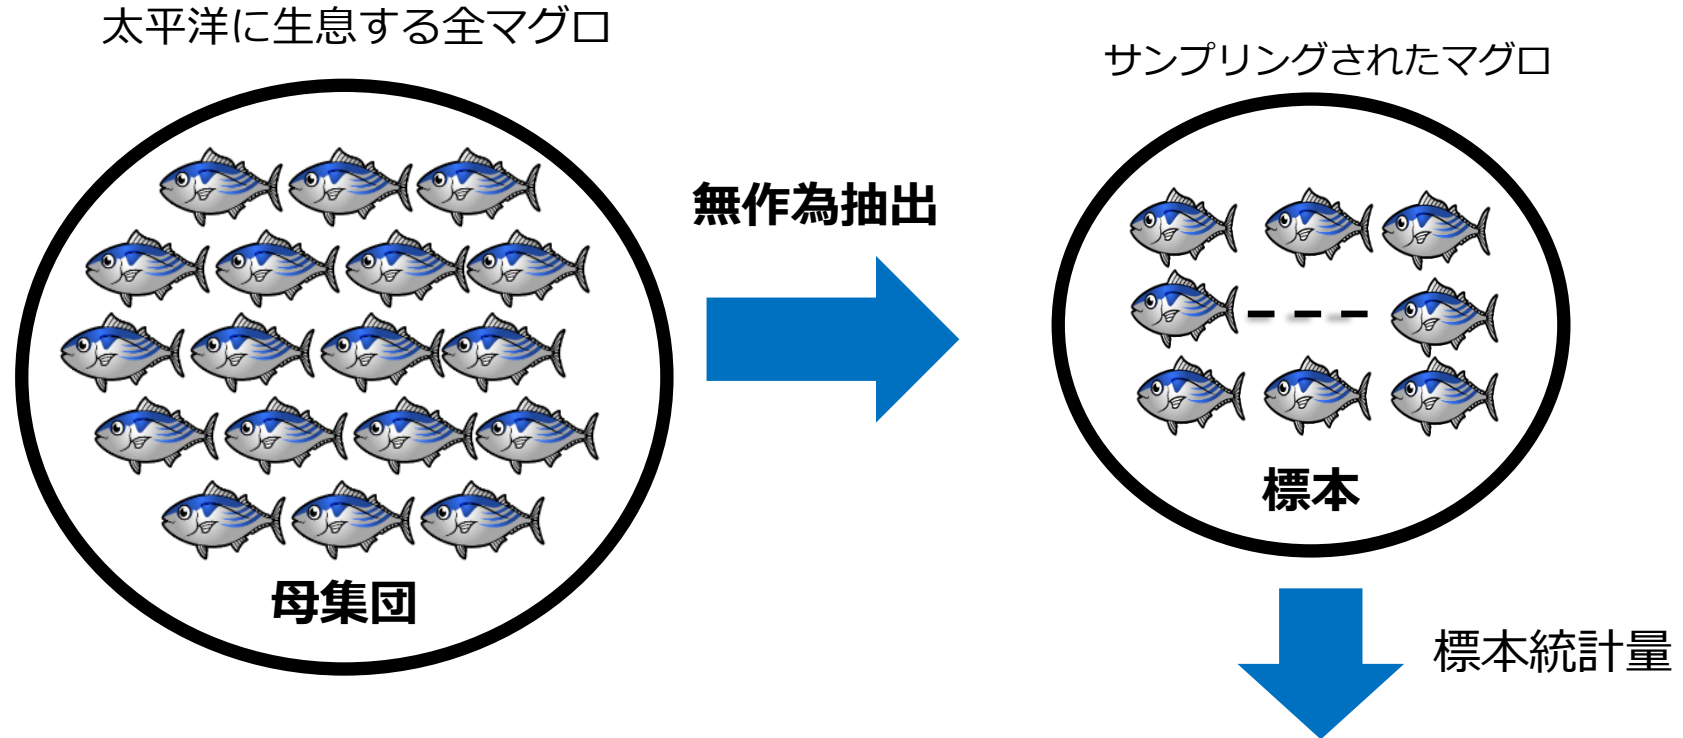 太平洋に生息する全マグロ
サンプリングされたマグロ
無作為抽出
標本
母集団
標本統計量